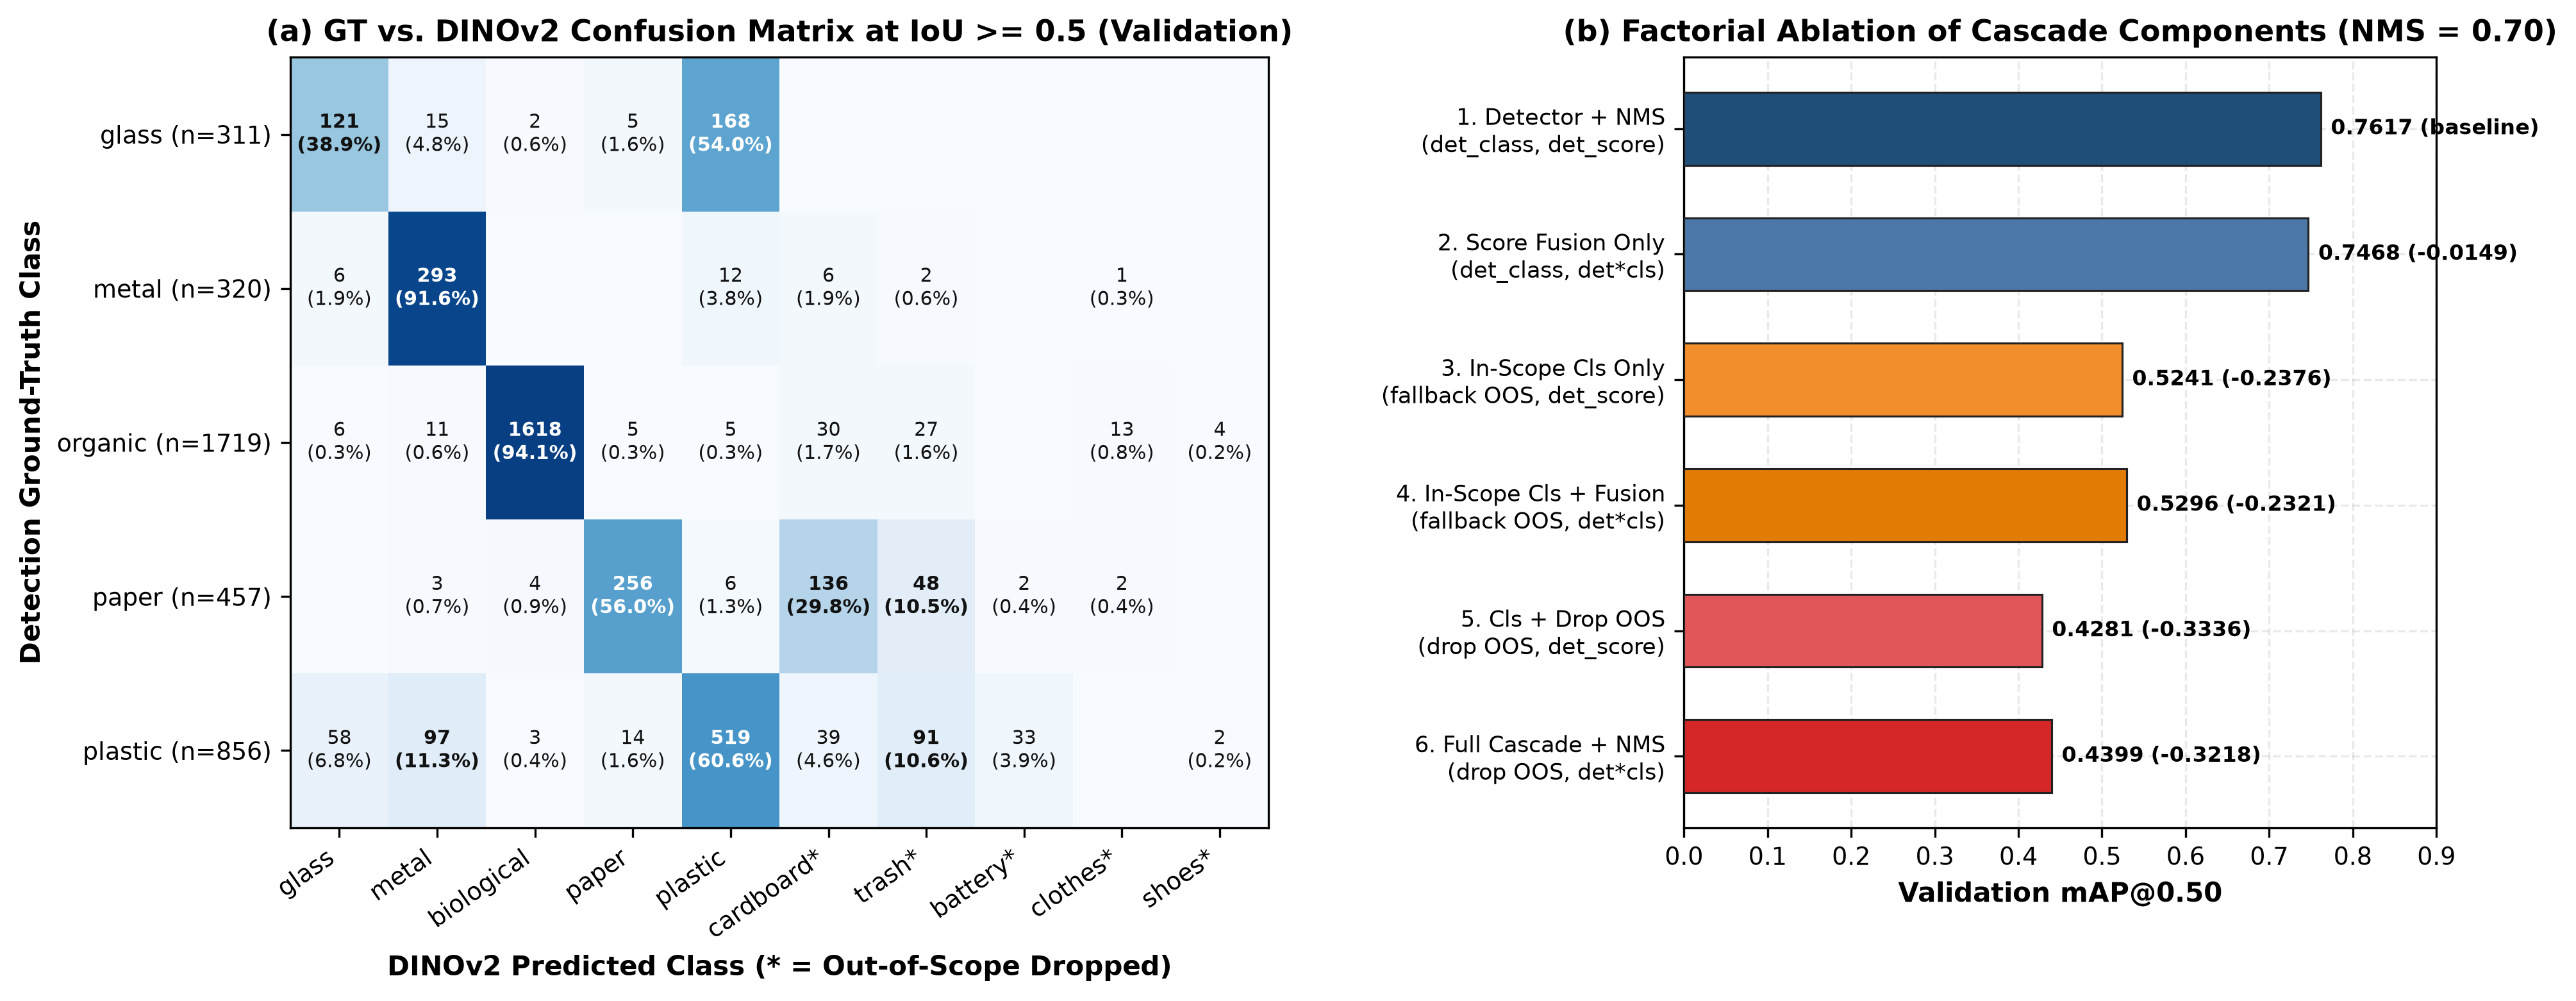 (a) GT vs. DINOv2 Confusion Matrix at IoU >= 0.5 (Validation)
Detection Ground-Truth Class
glass (n=311)
121 15 2 5 168
(38.9%) (4.8%) (0.6%) (1.6%) (54.0%)
metal (n=320)
6 293 12 6 2 1
(1.9%) (91.6%) (3.8%) (1.9%) (0.6%) (0.3%)
organic (n=1719)
6 11 1618 5 5 30 27 13 4
(0.3%) (0.6%) (94.1%) (0.3%) (0.3%) (1.7%) (1.6%) (0.8%) (0.2%)
paper (n=457)
3 4 256 6 136 48 2 2
(0.7%) (0.9%) (56.0%) (1.3%) (29.8%) (10.5%) (0.4%) (0.4%)
plastic (n=856)
58 97 3 14 519 39 91 33 2
(6.8%) (11.3%) (0.4%) (1.6%) (60.6%) (4.6%) (10.6%) (3.9%) (0.2%)
glass metal biological paper plastic cardboard* trash* battery* clothes* shoes*
DINOv2 Predicted Class (* = Out-of-Scope Dropped)
(b) Factorial Ablation of Cascade Components (NMS = 0.70)
1. Detector + NMS
(det_class, det_score)
0.7617 (baseline)
2. Score Fusion Only
(det_class, det*cls)
0.7468 (-0.0149)
3. In-Scope Cls Only
(fallback OOS, det_score)
0.5241 (-0.2376)
4. In-Scope Cls + Fusion
(fallback OOS, det*cls)
0.5296 (-0.2321)
5. Cls + Drop OOS
(drop OOS, det_score)
0.4281 (-0.3336)
6. Full Cascade + NMS
(drop OOS, det*cls)
0.4399 (-0.3218)
0.0 0.1 0.2 0.3 0.4 0.5 0.6 0.7 0.8 0.9
Validation mAP@0.50